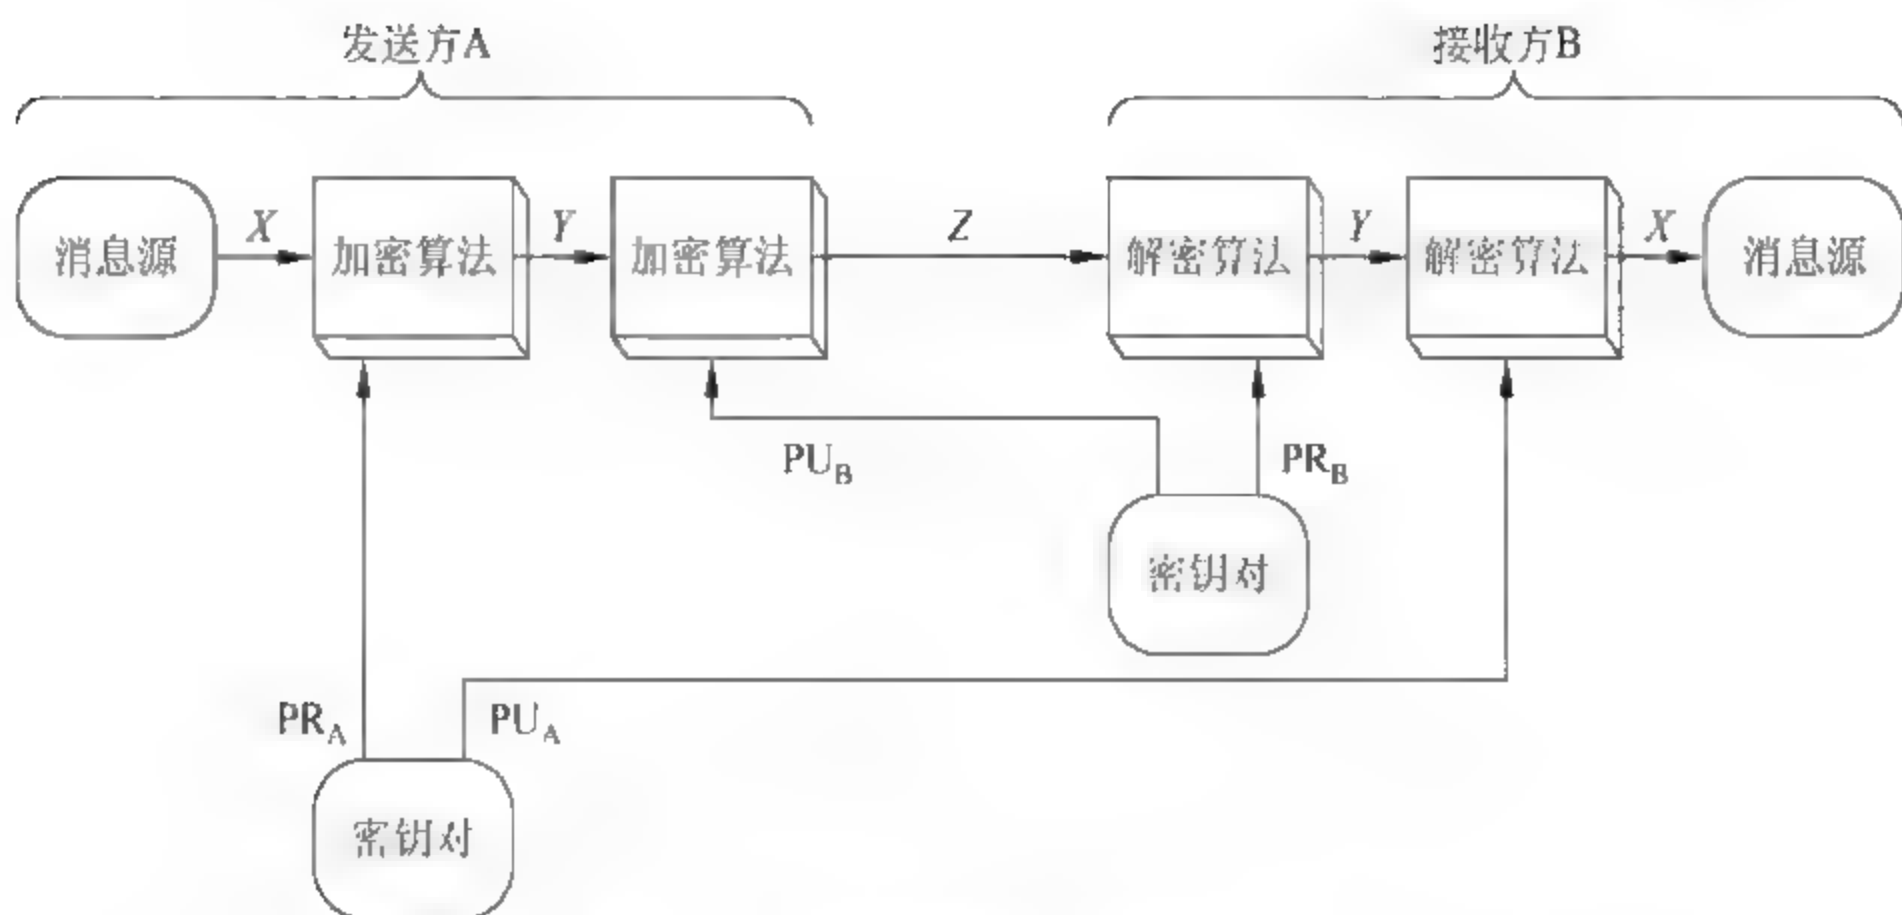 发送方A
接收方B
消息源
X
加密算法
Y
加密算法
Z
解密算法
Y
解密算法
X
消息源
PU_B
PR_B
密钥对
PR_A
PU_A
密钥对